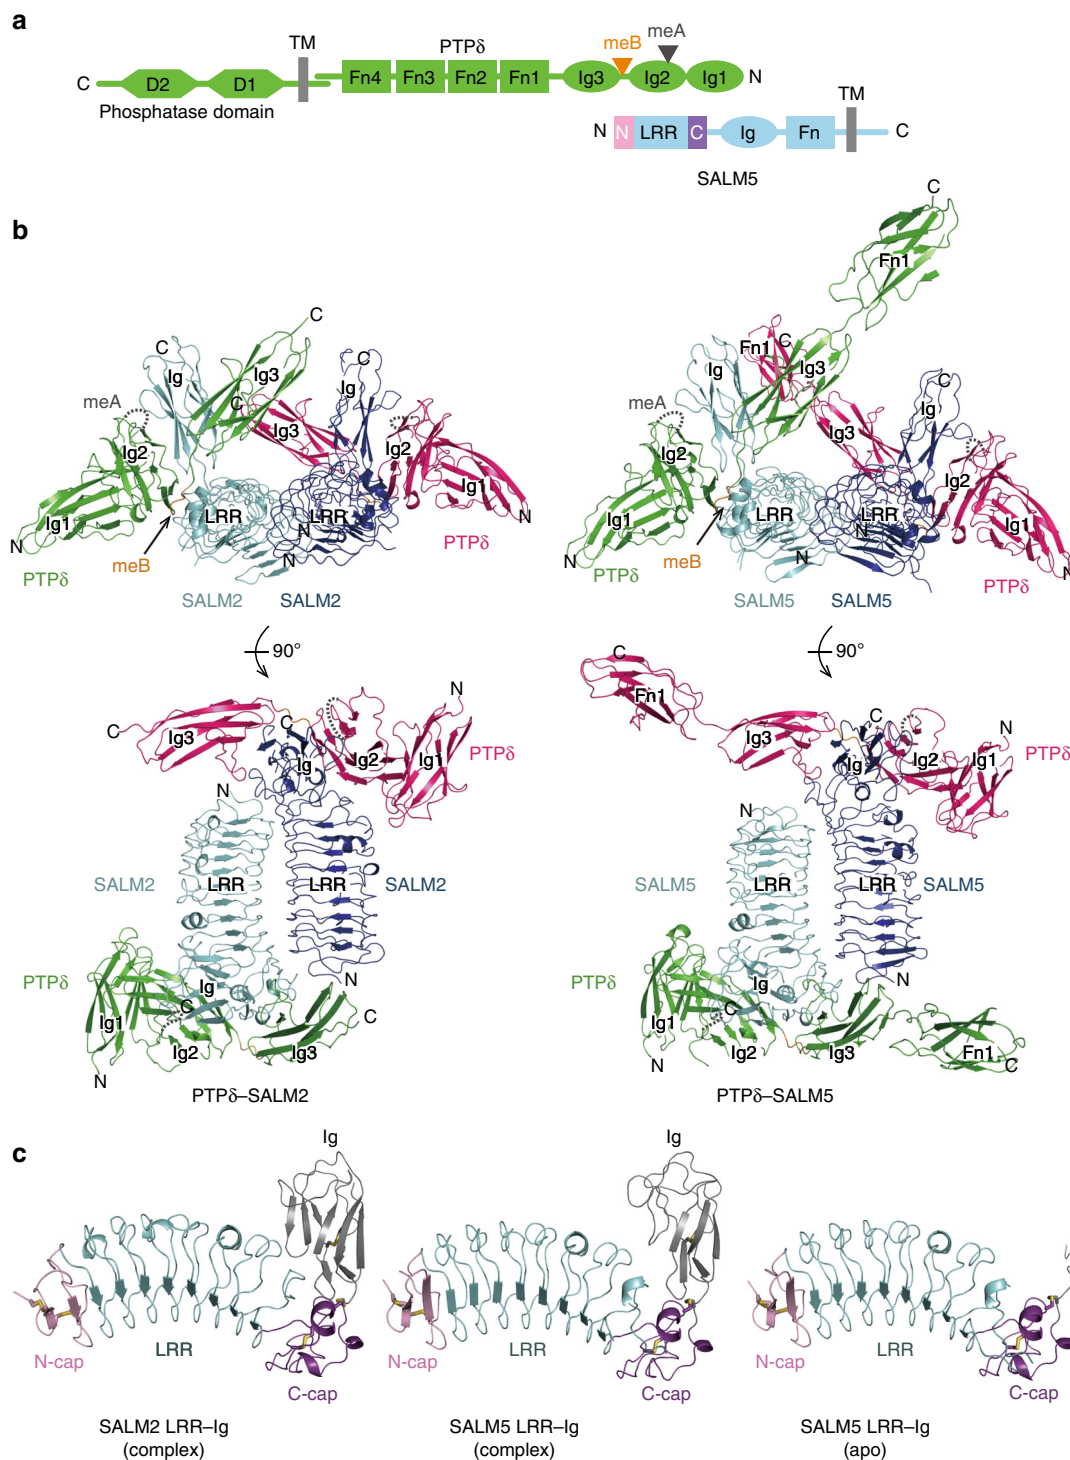 a
C D2 D1 TM Fn4 Fn3 Fn2 Fn1 Ig3 Ig2 Ig1 N
PTPδ
meB
meA
Phosphatase domain
N N LRR C Ig Fn TM C
SALM5
b
C
Ig
C
Ig3
C
Ig
C
Ig3
meA
Ig2
Ig1
N
LRR
LRR
N
N
Ig2
Ig1
N
meB
PTPδ
PTPδ
SALM2
SALM2
C
Fn1
Fn1
C
Ig3
Ig
C
Ig
Ig3
meA
Ig2
Ig1
N
LRR
LRR
N
N
Ig2
Ig1
N
meB
PTPδ
PTPδ
SALM5
SALM5
90°
90°
N
C
C
Ig3
Ig
Ig2
Ig1
PTPδ
N
SALM2
LRR
LRR
SALM2
PTPδ
Ig
C
N
C
Ig1
Ig2
Ig3
N
PTPδ–SALM2
C
Fn1
C
N
Ig3
Ig
Ig2
Ig1
PTPδ
N
SALM5
LRR
LRR
SALM5
PTPδ
Ig
C
N
Ig1
Ig2
Ig3
Fn1
C
N
PTPδ–SALM5
c
Ig
Ig
N-cap
LRR
C-cap
N-cap
LRR
C-cap
N-cap
LRR
C-cap
SALM2 LRR–Ig
(complex)
SALM5 LRR–Ig
(complex)
SALM5 LRR–Ig
(apo)